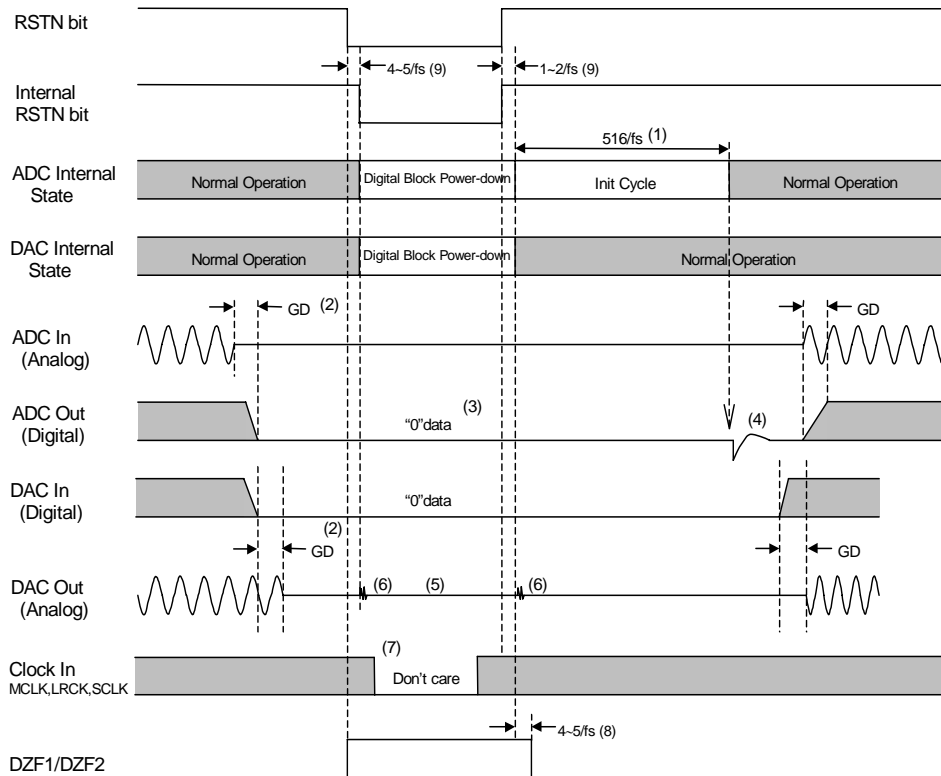 RSTN bit
4~5/fs (9)
1~2/fs (9)
Internal
RSTN bit
516/fs (1)
ADC Internal
State
Normal Operation
Digital Block Power-down
Init Cycle
Normal Operation
DAC Internal
State
Normal Operation
Digital Block Power-down
Normal Operation
GD (2)
GD
ADC In
(Analog)
ADC Out
(Digital)
“0”data
(3)
(4)
DAC In
(Digital)
“0”data
(2)
GD
GD
DAC Out
(Analog)
(6)
(5)
(6)
Clock In
MCLK,LRCK,SCLK
(7)
Don’t care
4~5/fs (8)
DZF1/DZF2